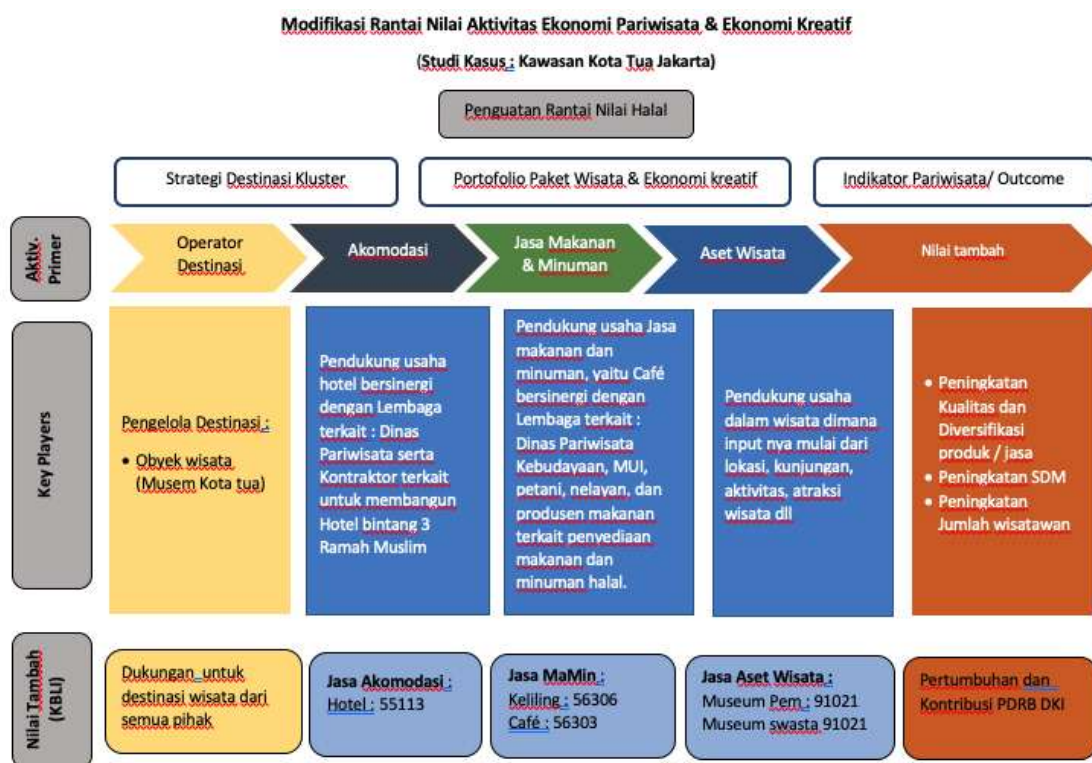 Modifikasi Rantai Nilai Aktivitas Ekonomi Pariwisata & Ekonomi Kreatif
(Studi Kasus : Kawasan Kota Tua Jakarta)
Penguatan Rantai Nilai Halal
Strategi Destinasi Kluster
Portofolio Paket Wisata & Ekonomi kreatif
Indikator Pariwisata/ Outcome
Aktiv.
Primer
Operator
Destinasi
Akomodasi
Jasa Makanan
& Minuman
Aset Wisata
Nilai tambah
Key Players
Pengelola Destinasi :
• Obyek wisata
(Musem Kota tua)
Pendukung usaha
hotel bersinergi
dengan Lembaga
terkait : Dinas
Pariwisata serta
Kontraktor terkait
untuk membangun
Hotel bintang 3
Ramah Muslim
Pendukung usaha Jasa
makanan dan
minuman, yaitu Café
bersinergi dengan
Lembaga terkait :
Dinas Pariwisata
Kebudayaan, MUI,
petani, nelayan, dan
produsen makanan
terkait penyediaan
makanan dan
minuman halal.
Pendukung usaha
dalam wisata dimana
input nya mulai dari
lokasi, kunjungan,
aktivitas, atraksi
wisata dll
• Peningkatan
Kualitas dan
Diversifikasi
produk / jasa
• Peningkatan SDM
• Peningkatan
Jumlah wisatawan
Nilai Tambah
(KBLI)
Dukungan untuk
destinasi wisata dari
semua pihak
Jasa Akomodasi :
Hotel : 55113
Jasa MaMin :
Keliling : 56306
Café : 56303
Jasa Aset Wisata :
Museum Pem : 91021
Museum swasta 91021
Pertumbuhan dan
Kontribusi PDRB DKI